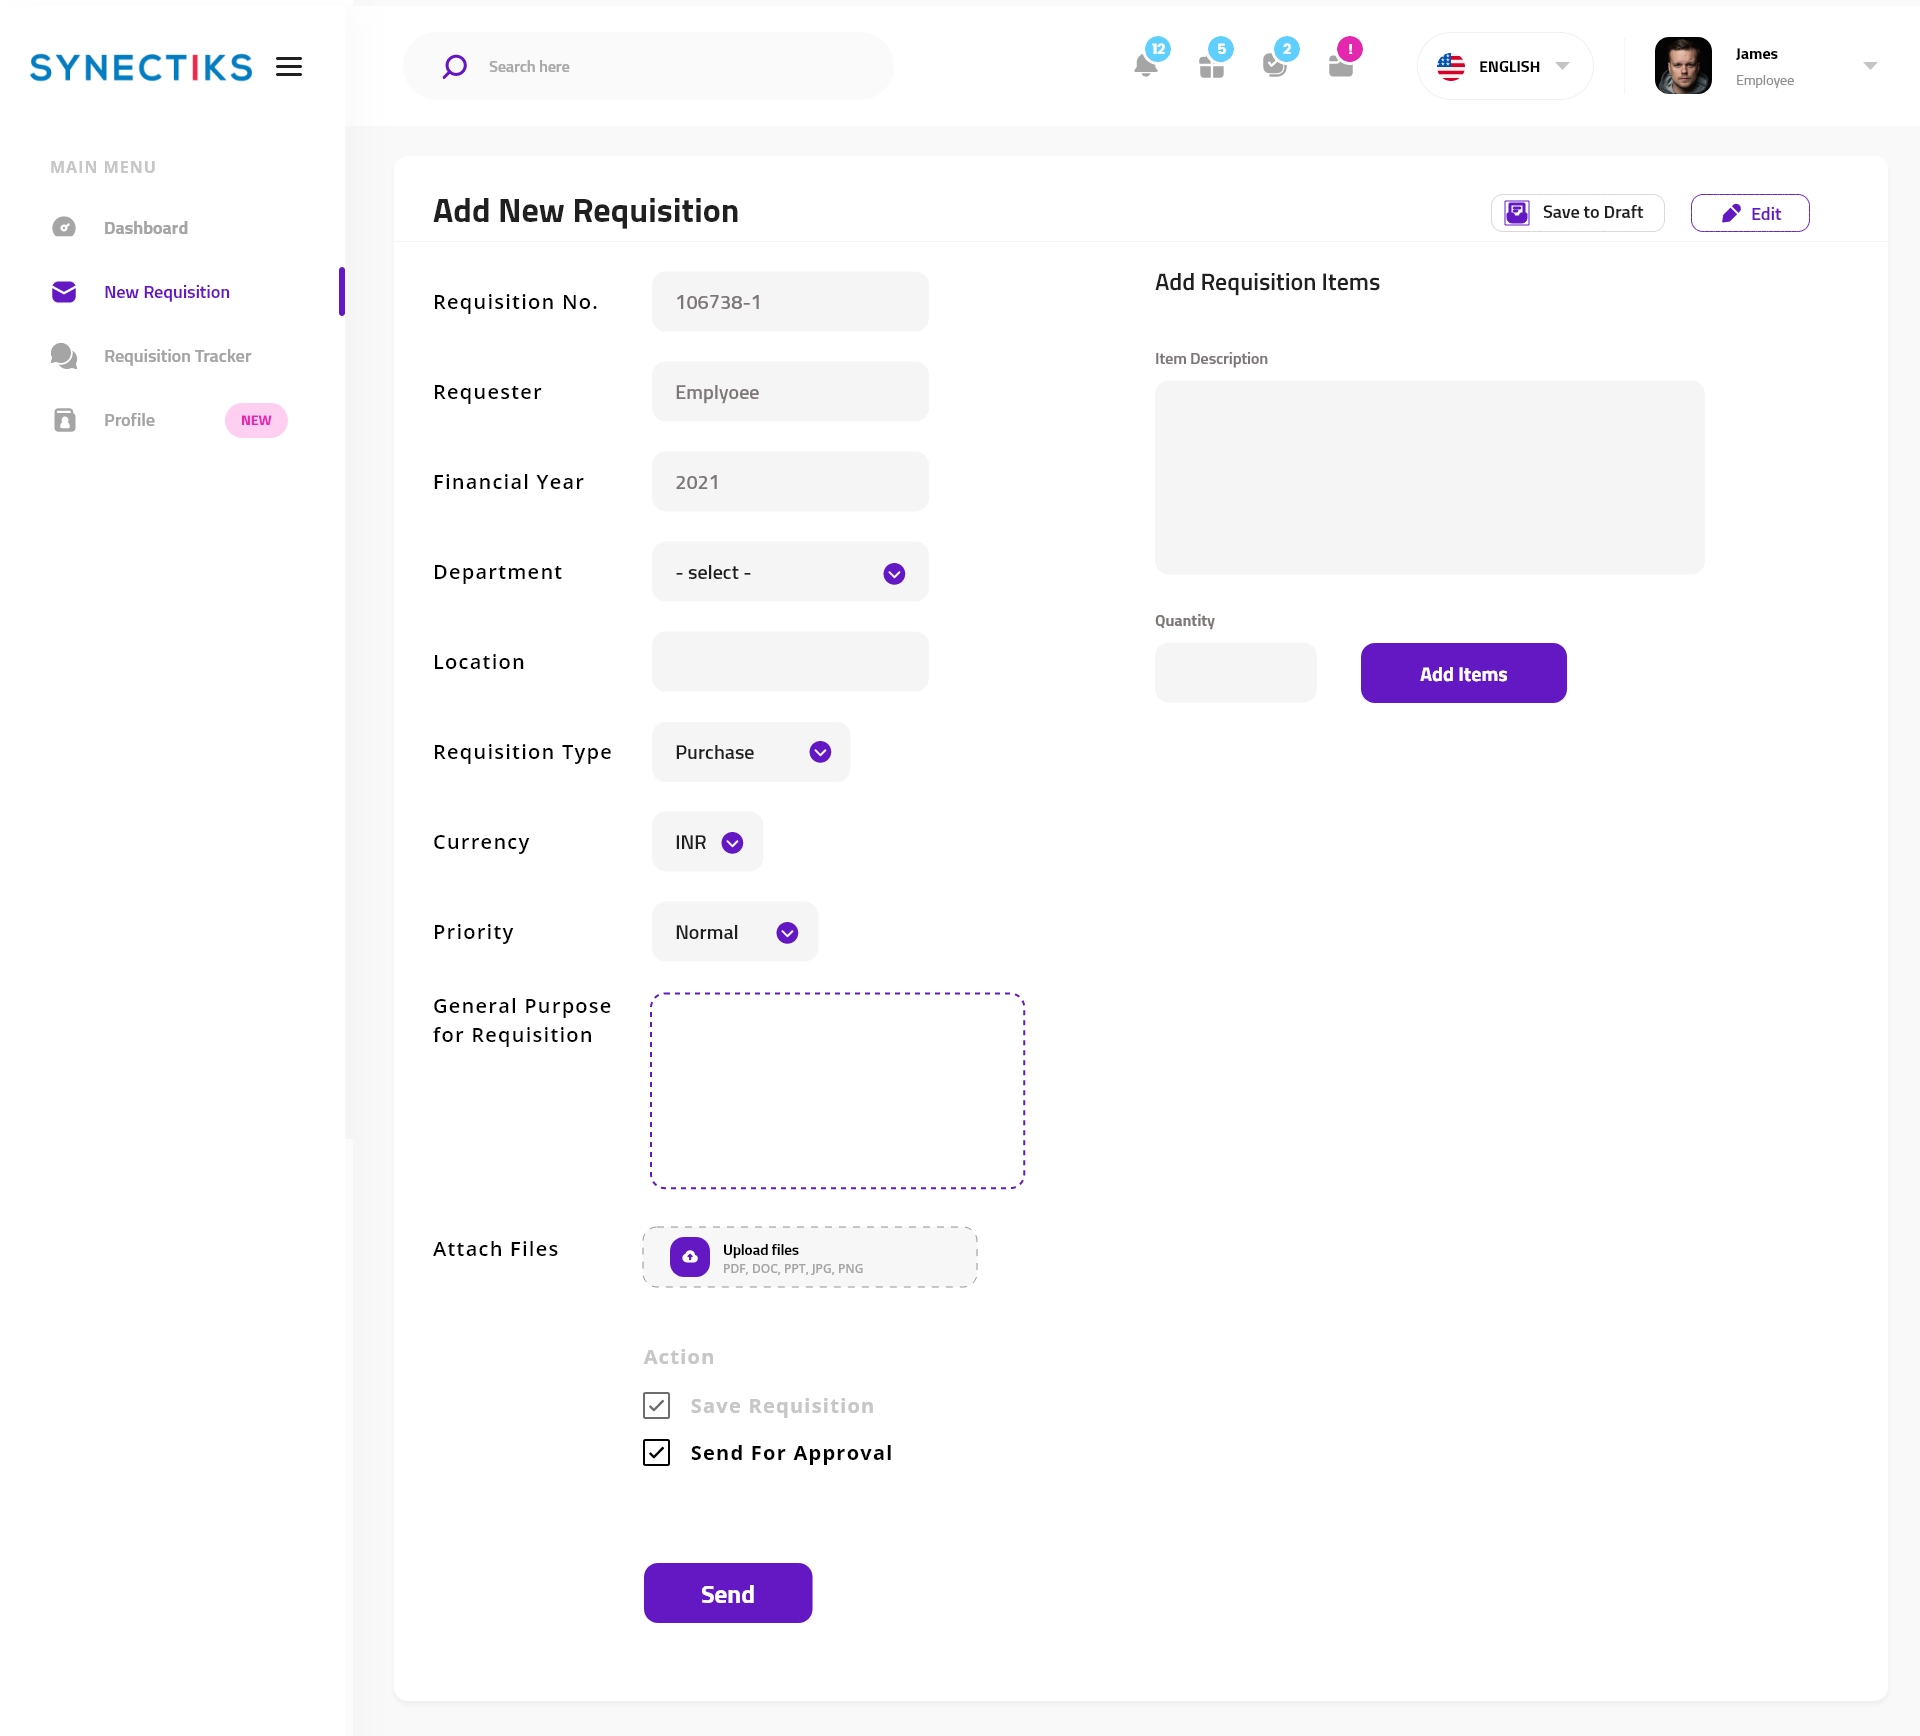 SYNECTIKS
Search here
12
5
2
!
ENGLISH
James
Employee
MAIN MENU
Dashboard
New Requisition
Requisition Tracker
Profile
NEW
Add New Requisition
Save to Draft
Edit
Requisition No.
106738-1
Requester
Emplyoee
Financial Year
2021
Department
- select -
Location
Requisition Type
Purchase
Currency
INR
Priority
Normal
General Purpose
for Requisition
Attach Files
Upload files
PDF, DOC, PPT, JPG, PNG
Action
Save Requisition
Send For Approval
Send
Add Requisition Items
Item Description
Quantity
Add Items